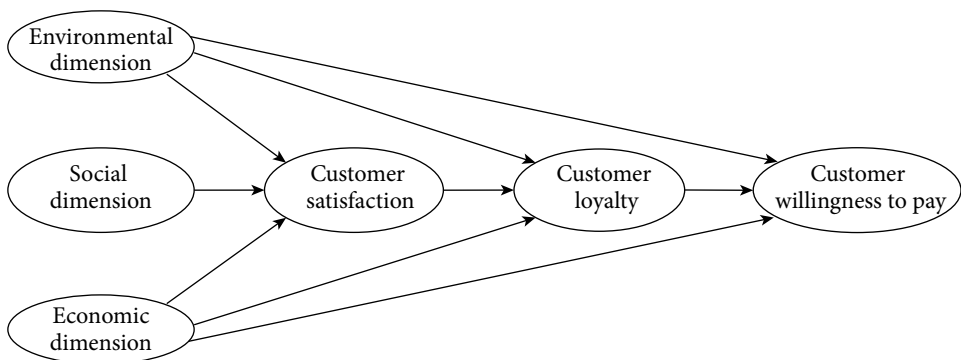 Environmental
dimension
Social
dimension
Customer
satisfaction
Customer
loyalty
Customer
willingness to pay
Economic
dimension